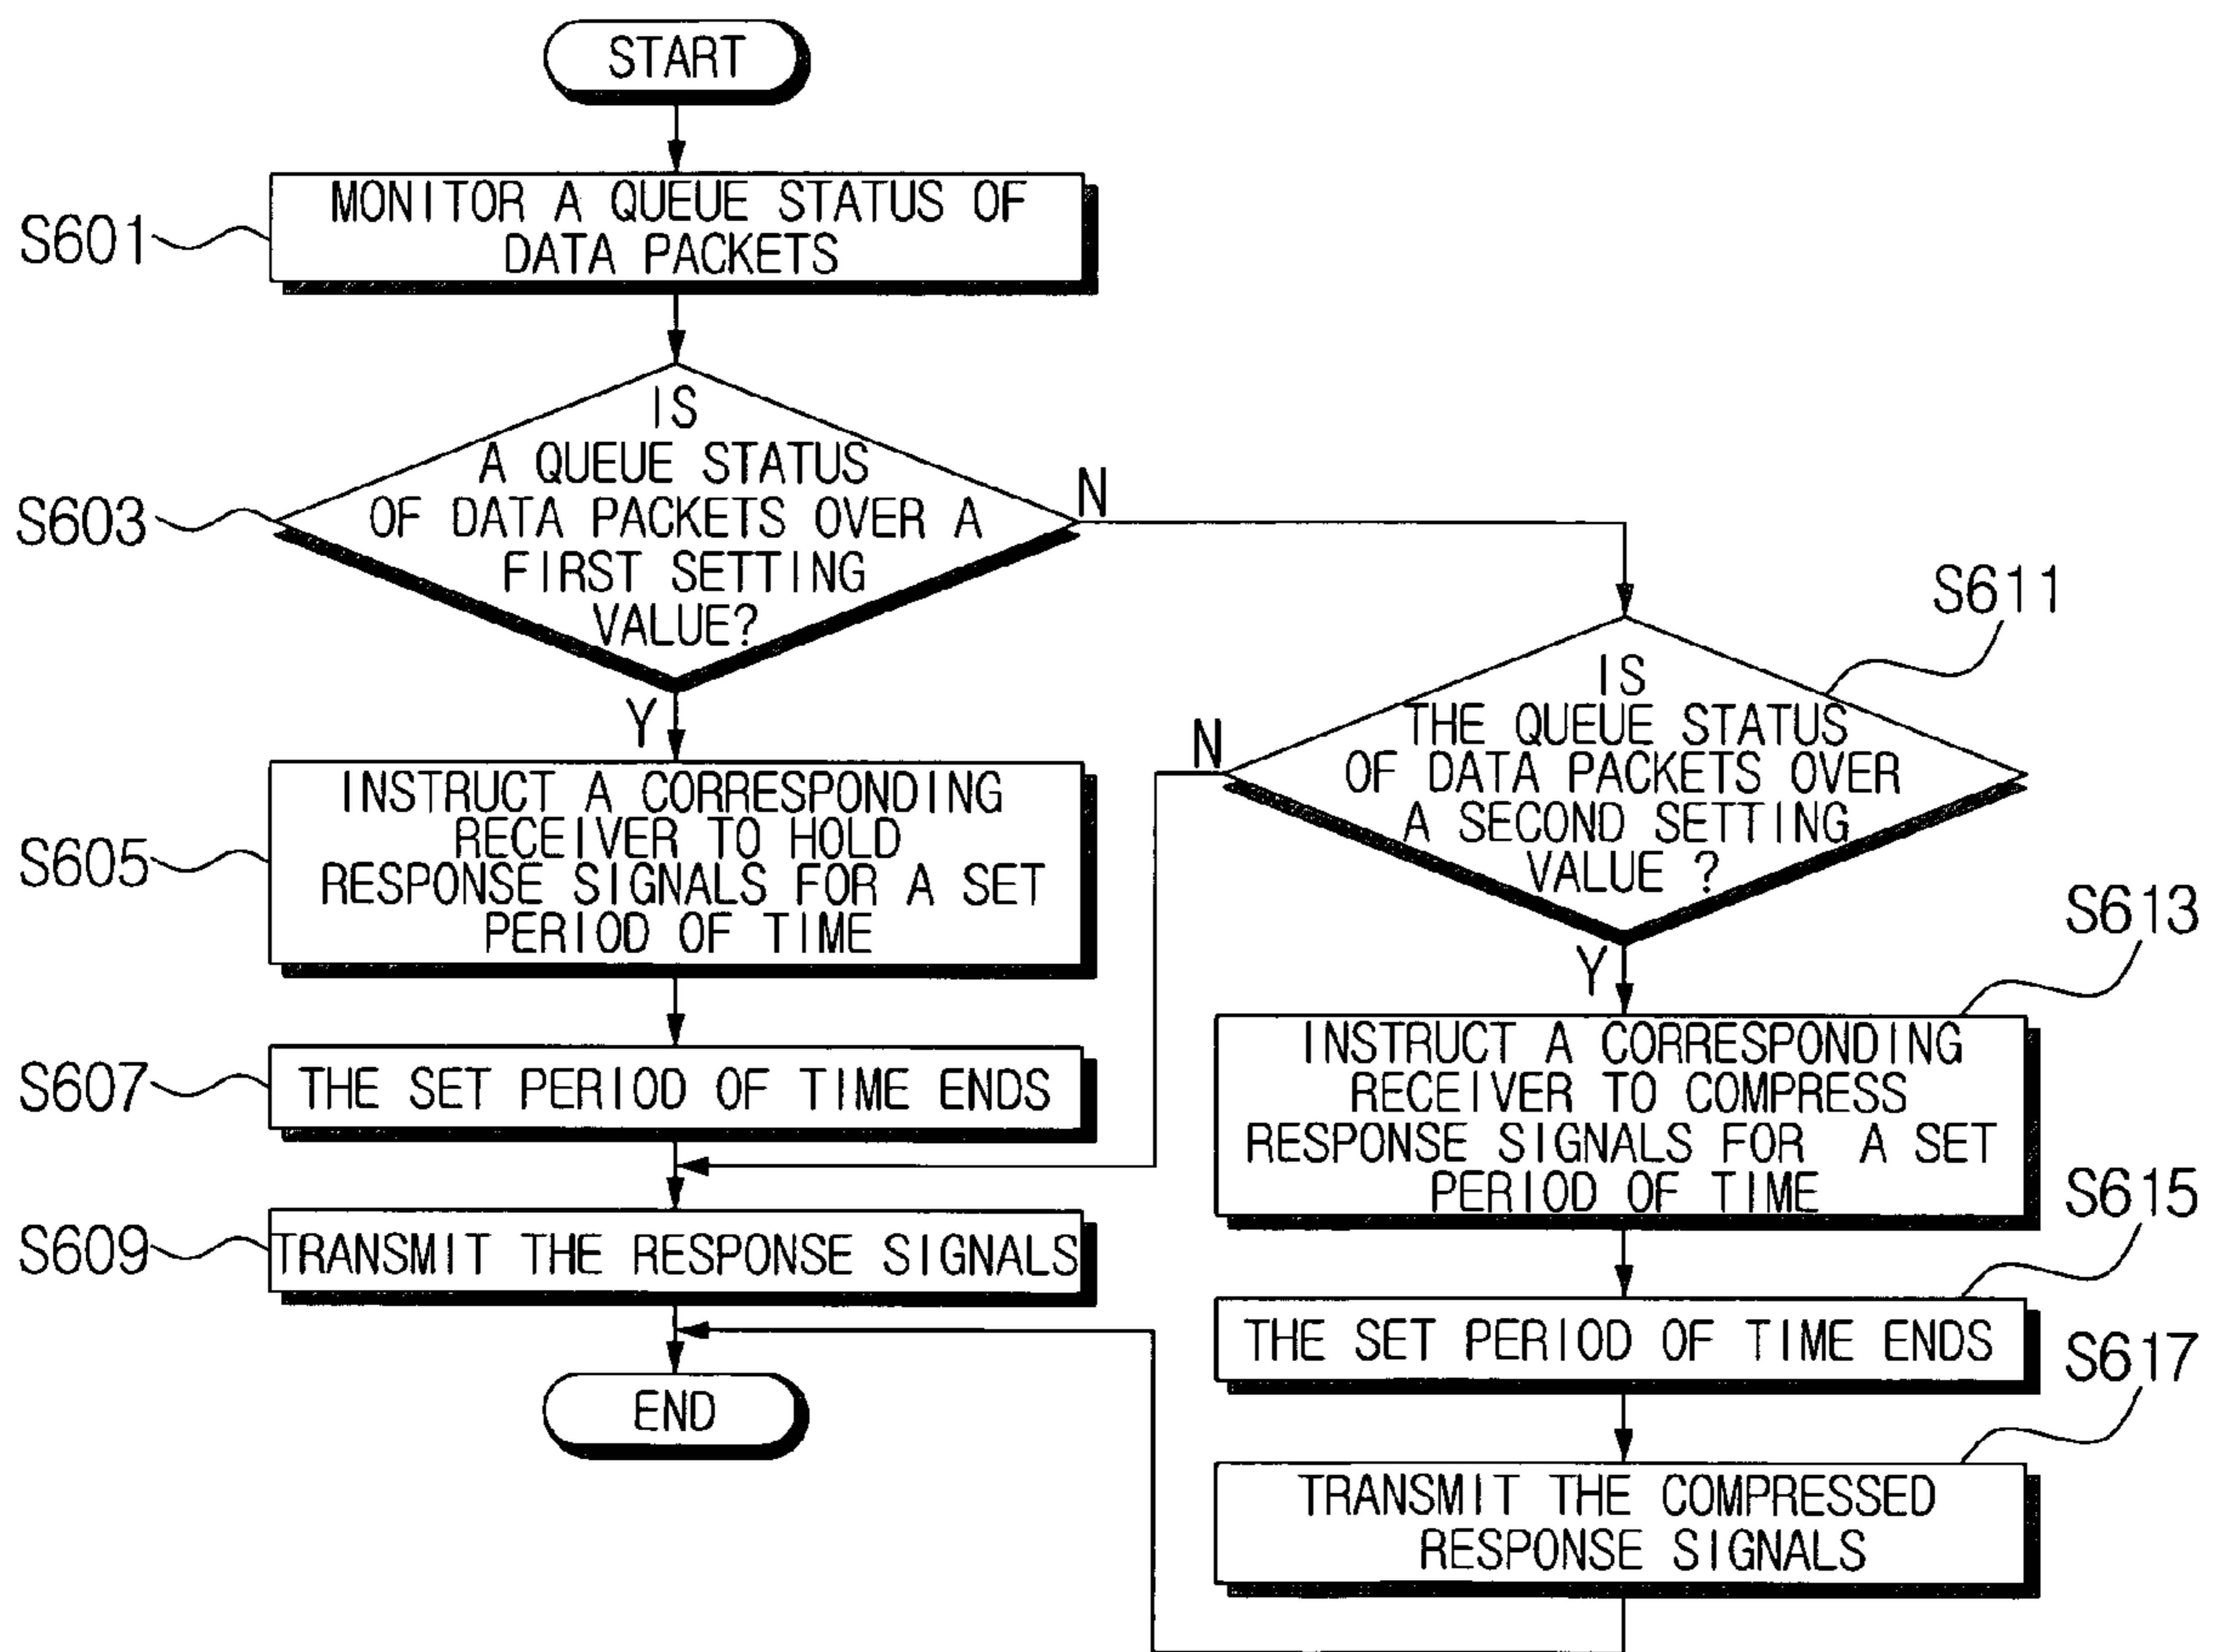 START
S601
MONITOR A QUEUE STATUS OF
DATA PACKETS
S603
IS
A QUEUE STATUS
OF DATA PACKETS OVER A
FIRST SETTING
VALUE?
N
Y
S605
INSTRUCT A CORRESPONDING
RECEIVER TO HOLD
RESPONSE SIGNALS FOR A SET
PERIOD OF TIME
S607
THE SET PERIOD OF TIME ENDS
S609
TRANSMIT THE RESPONSE SIGNALS
END
S611
IS
THE QUEUE STATUS
OF DATA PACKETS OVER
A SECOND SETTING
VALUE ?
N
Y
S613
INSTRUCT A CORRESPONDING
RECEIVER TO COMPRESS
RESPONSE SIGNALS FOR A SET
PERIOD OF TIME
S615
THE SET PERIOD OF TIME ENDS
S617
TRANSMIT THE COMPRESSED
RESPONSE SIGNALS